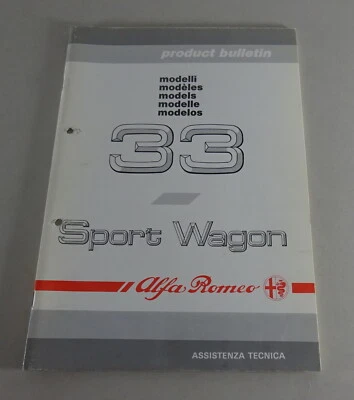 product bulletin
modelli
modèles
models
modelle
modelos
33
Sport Wagon
Alfa Romeo
ASSISTENZA TECNICA